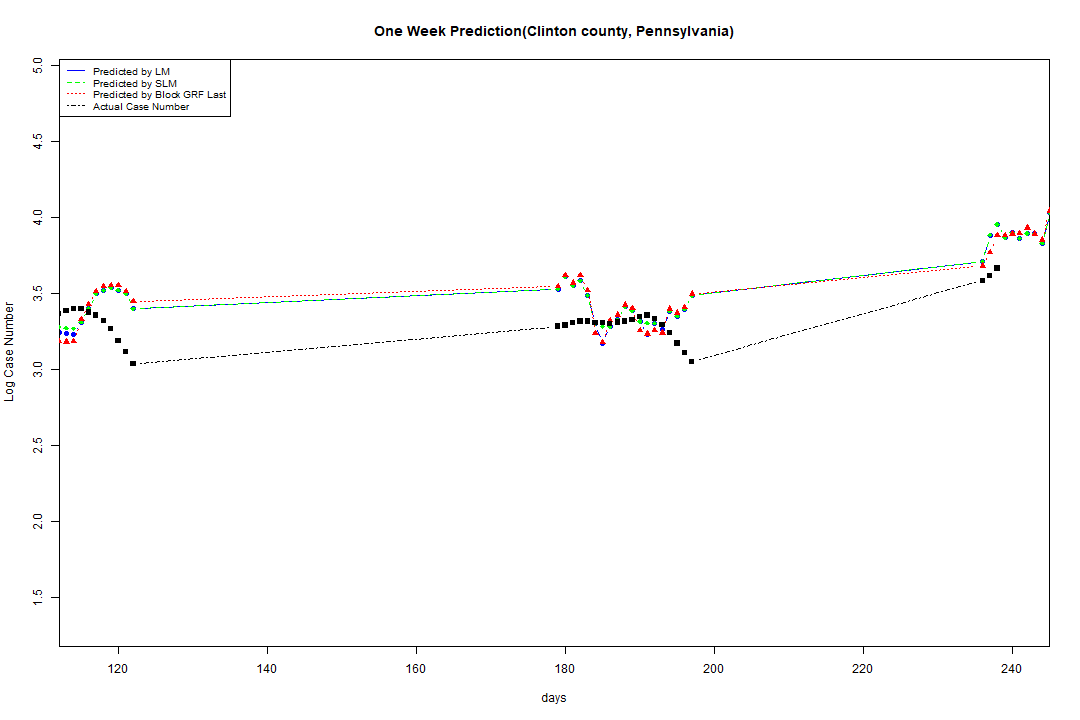 One Week Prediction(Clinton county, Pennsylvania)
Predicted by LM
Predicted by SLM
Predicted by Block GRF Last
Actual Case Number
5.0
4.5
4.0
3.5
3.0
2.5
2.0
1.5
Log Case Number
120 140 160 180 200 220 240
days